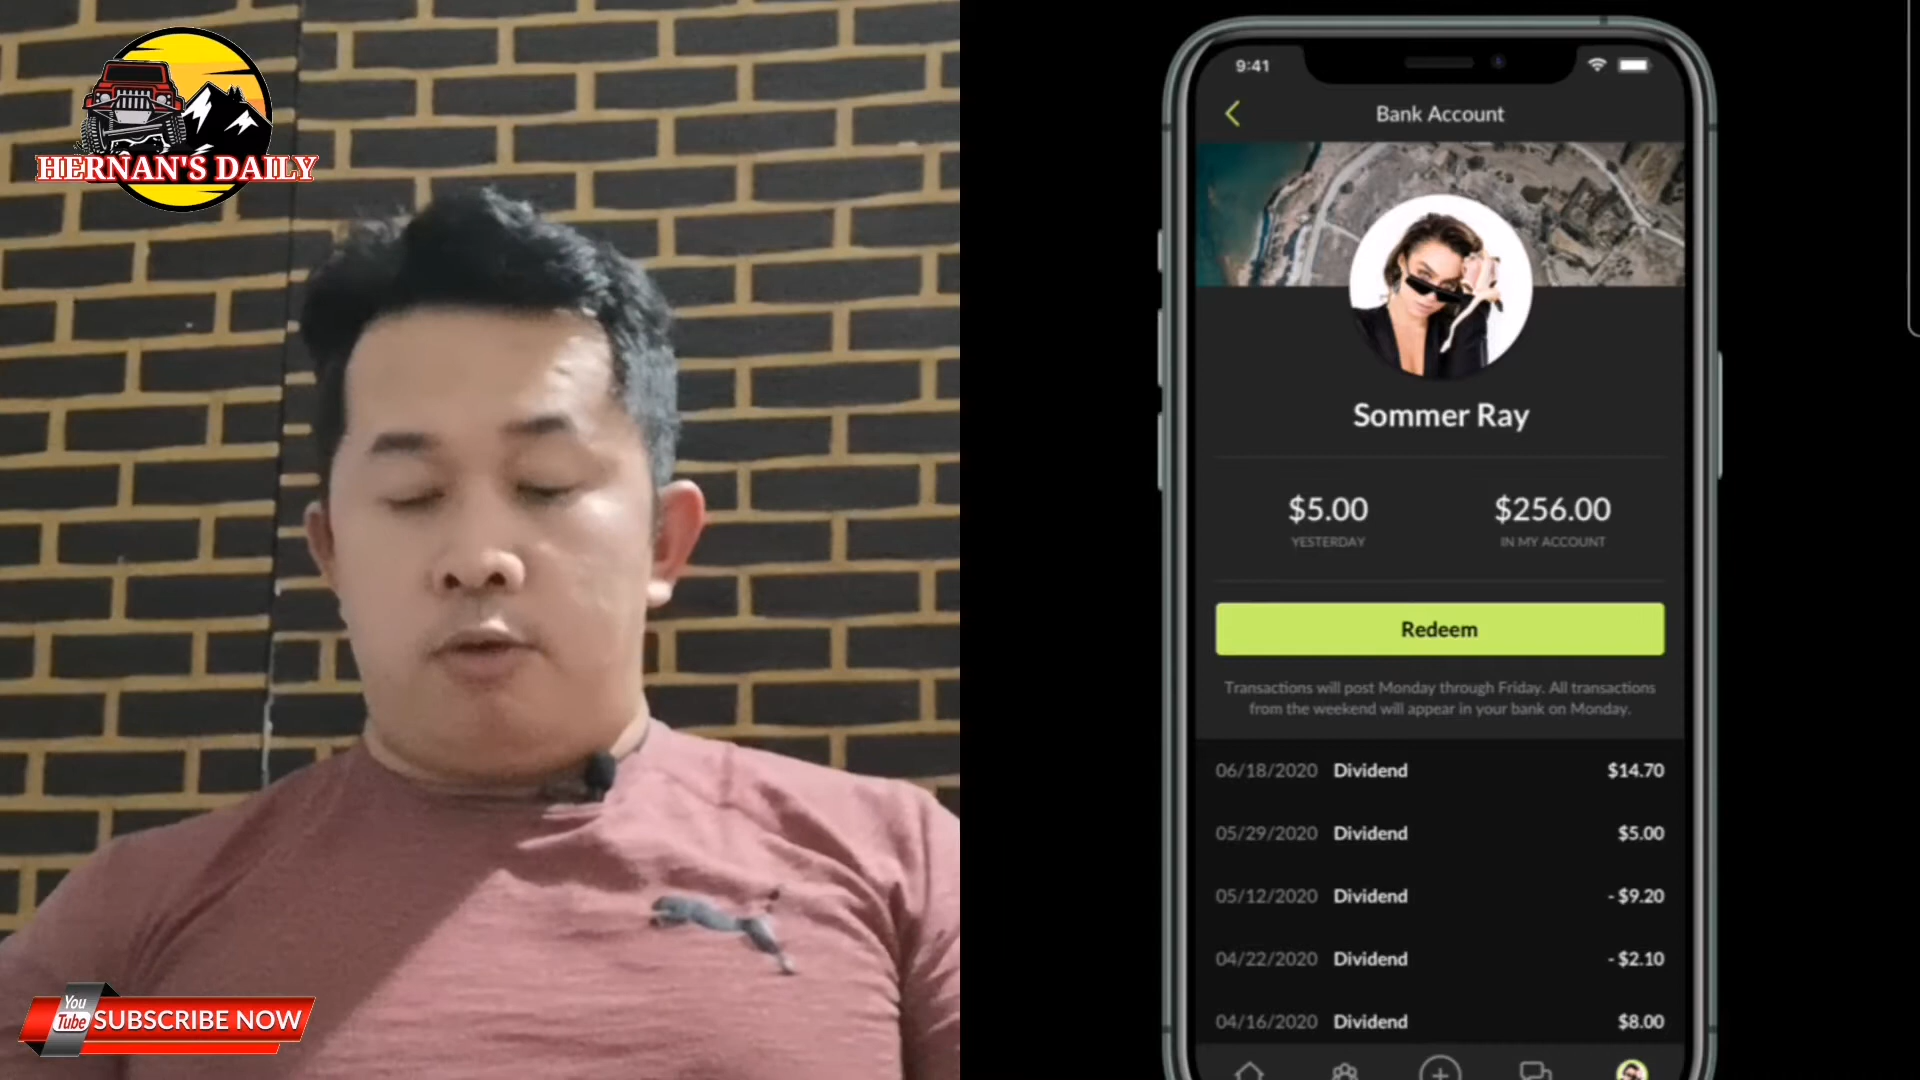 HERNAN'S DAILY
You
Tube SUBSCRIBE NOW
9:41
Bank Account
Sommer Ray
$5.00 $256.00
YESTERDAY IN MY ACCOUNT
Redeem
Transactions will post Monday through Friday. All transactions
from the weekend will appear in your bank on Monday.
06/18/2020 Dividend $14.70
05/29/2020 Dividend $5.00
05/12/2020 Dividend - $9.20
04/22/2020 Dividend - $2.10
04/16/2020 Dividend $8.00